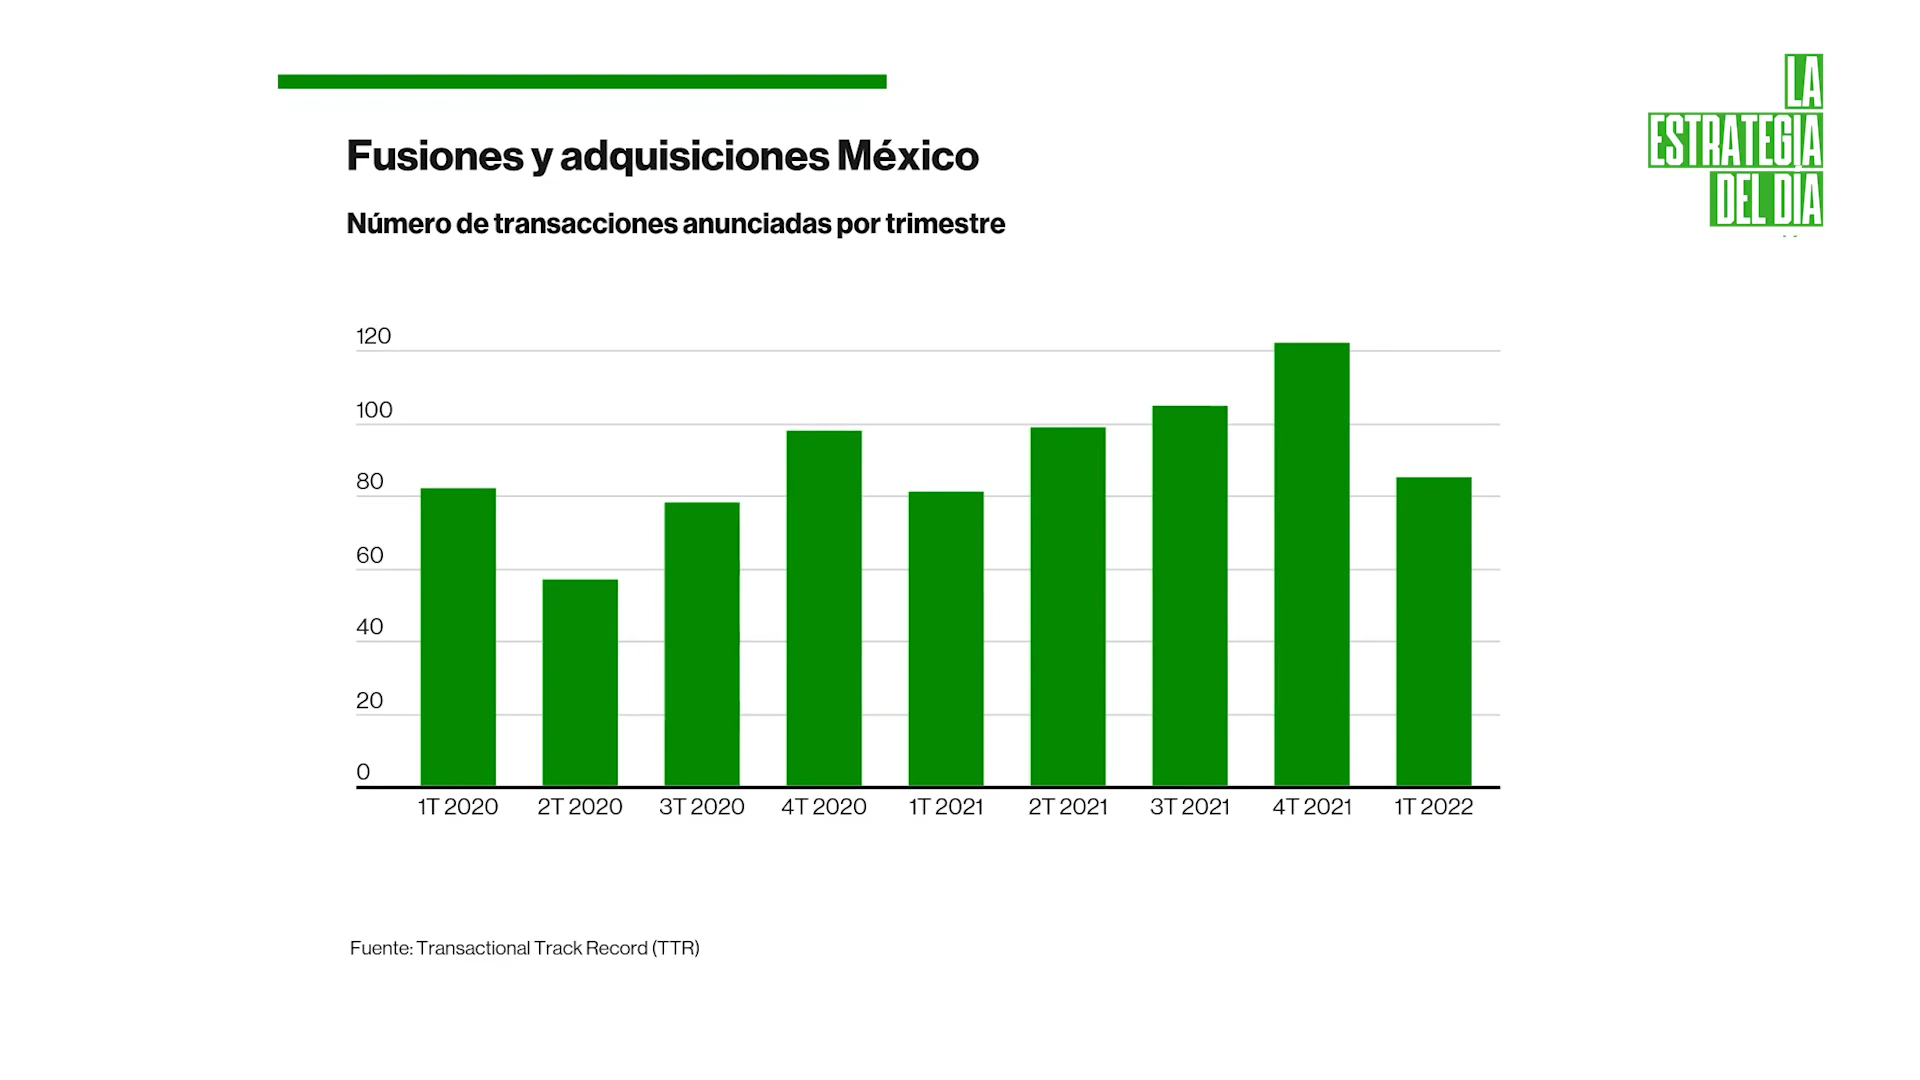 LA
ESTRATEGIA
DEL DÍA
Fusiones y adquisiciones México
Número de transacciones anunciadas por trimestre
120
100
80
60
40
20
0
1T 2020
2T 2020
3T 2020
4T 2020
1T 2021
2T 2021
3T 2021
4T 2021
1T 2022
Fuente: Transactional Track Record (TTR)